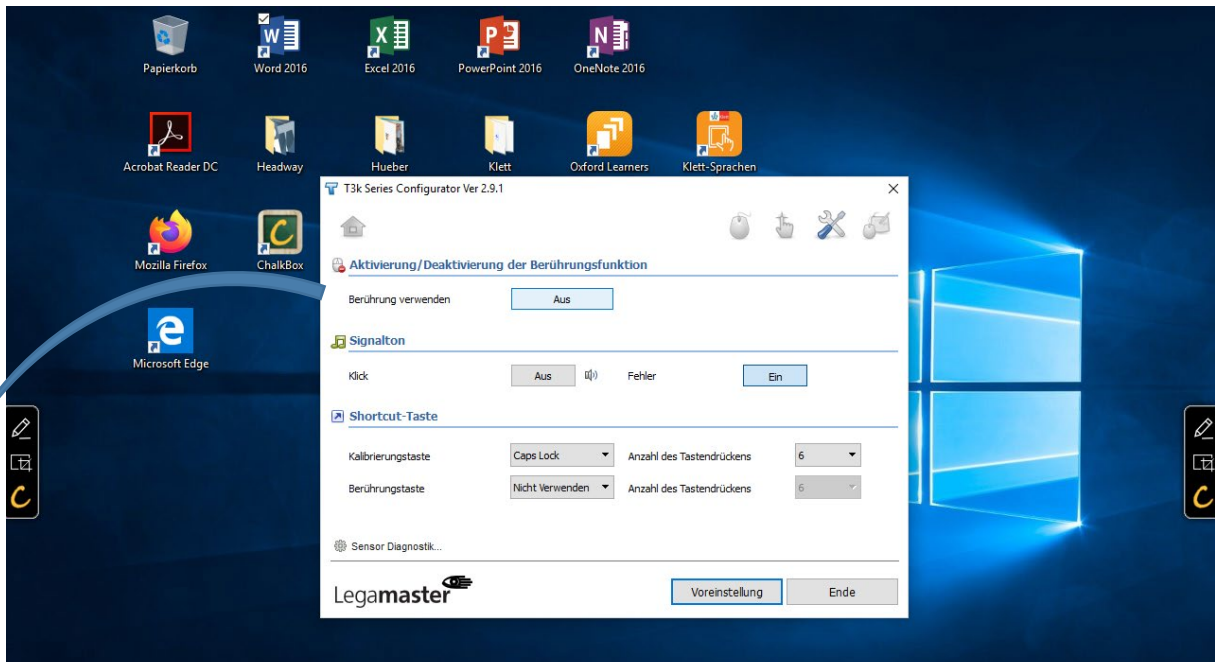 Papierkorb
Word 2016
Excel 2016
PowerPoint 2016
OneNote 2016
Acrobat Reader DC
Headway
Hueber
Klett
Oxford Learners
Klett-Sprachen
Mozilla Firefox
ChalkBox
Microsoft Edge
T3k Series Configurator Ver 2.9.1
Aktivierung/Deaktivierung der Berührungsfunktion
Berührung verwenden Aus
Signalton
Klick Aus Fehler Ein
Shortcut-Taste
Kalibrierungstaste Caps Lock Anzahl des Tastendrückens 6
Berührungstaste Nicht Verwenden Anzahl des Tastendrückens 6
Sensor Diagnostik...
Legamaster Voreinstellung Ende